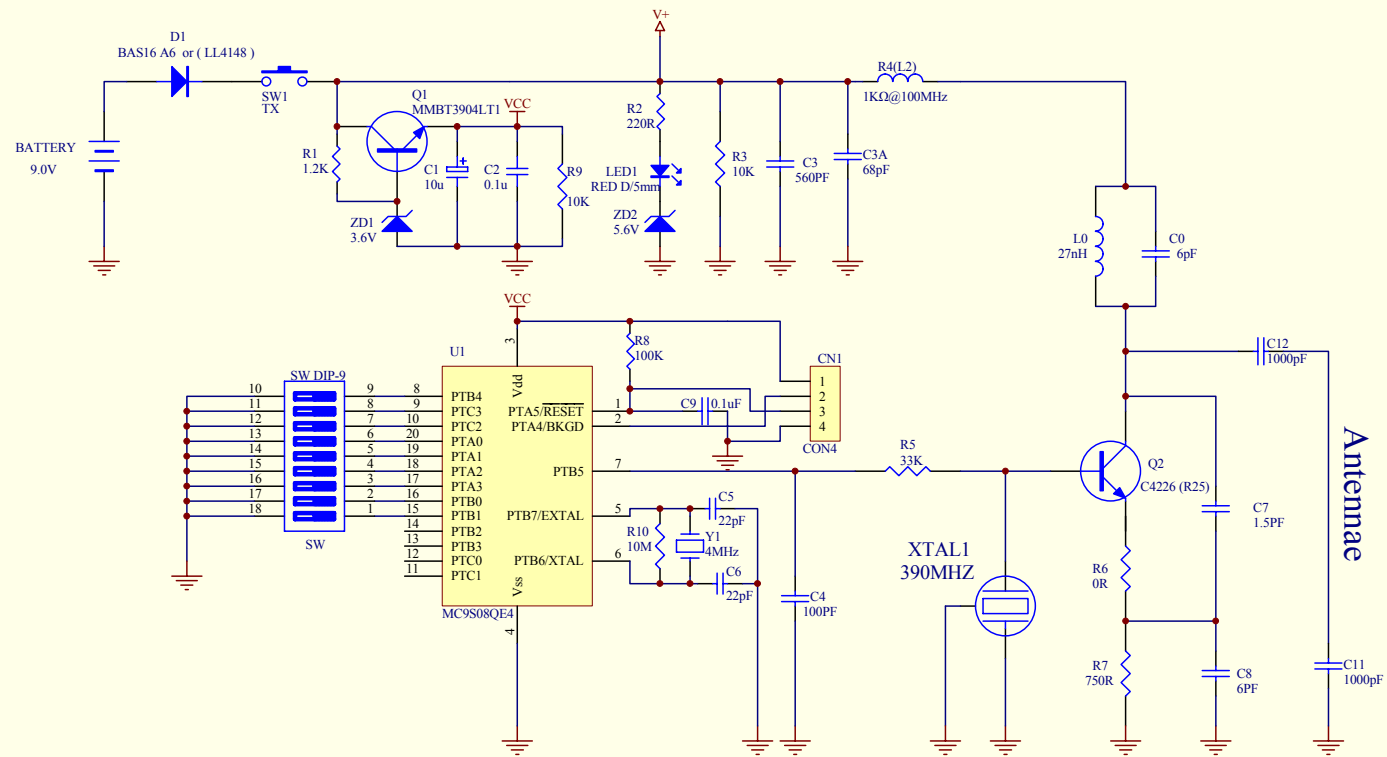 V+
D1
BAS16 A6 or ( LL4148 )
SW1
TX
Q1
MMBT3904LT1
VCC
R4(L2)
1KΩ@100MHz
BATTERY
9.0V
R1
1.2K
C1
10u
C2
0.1u
R9
10K
ZD1
3.6V
R2
220R
LED1
RED D/5mm
ZD2
5.6V
R3
10K
C3
560PF
C3A
68pF
L0
27nH
C0
6pF
VCC
U1
3
Vdd
R8
100K
CN1
1
2
3
4
CON4
C9
0.1uF
C12
1000pF
SW DIP-9
10
11
12
13
14
15
16
17
18
9
8
7
6
5
4
3
2
1
SW
8
9
10
20
19
18
17
16
15
14
13
12
11
PTB4
PTC3
PTC2
PTA0
PTA1
PTA2
PTA3
PTB0
PTB1
PTB2
PTB3
PTC0
PTC1
PTA5/RESET
PTA4/BKGD
PTB5
PTB7/EXTAL
PTB6/XTAL
1
2
7
5
6
Vss
4
MC9S08QE4
R10
10M
Y1
4MHz
C5
22pF
C6
22pF
C4
100PF
R5
33K
XTAL1
390MHZ
Q2
C4226 (R25)
C7
1.5PF
R6
0R
R7
750R
C8
6PF
C11
1000pF
Antennae